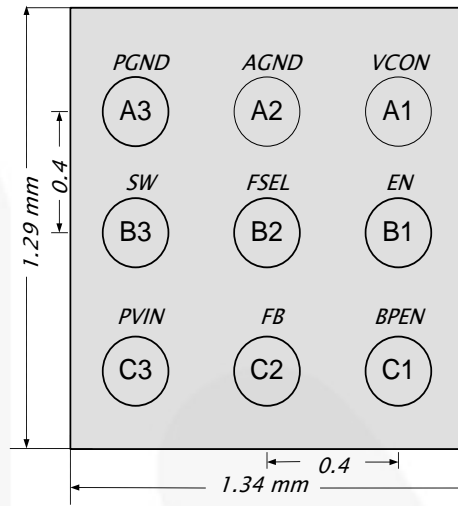 PGND AGND VCON
A3 A2 A1
0.4
SW FSEL EN
1.29 mm
B3 B2 B1
PVIN FB BPEN
C3 C2 C1
0.4
1.34 mm